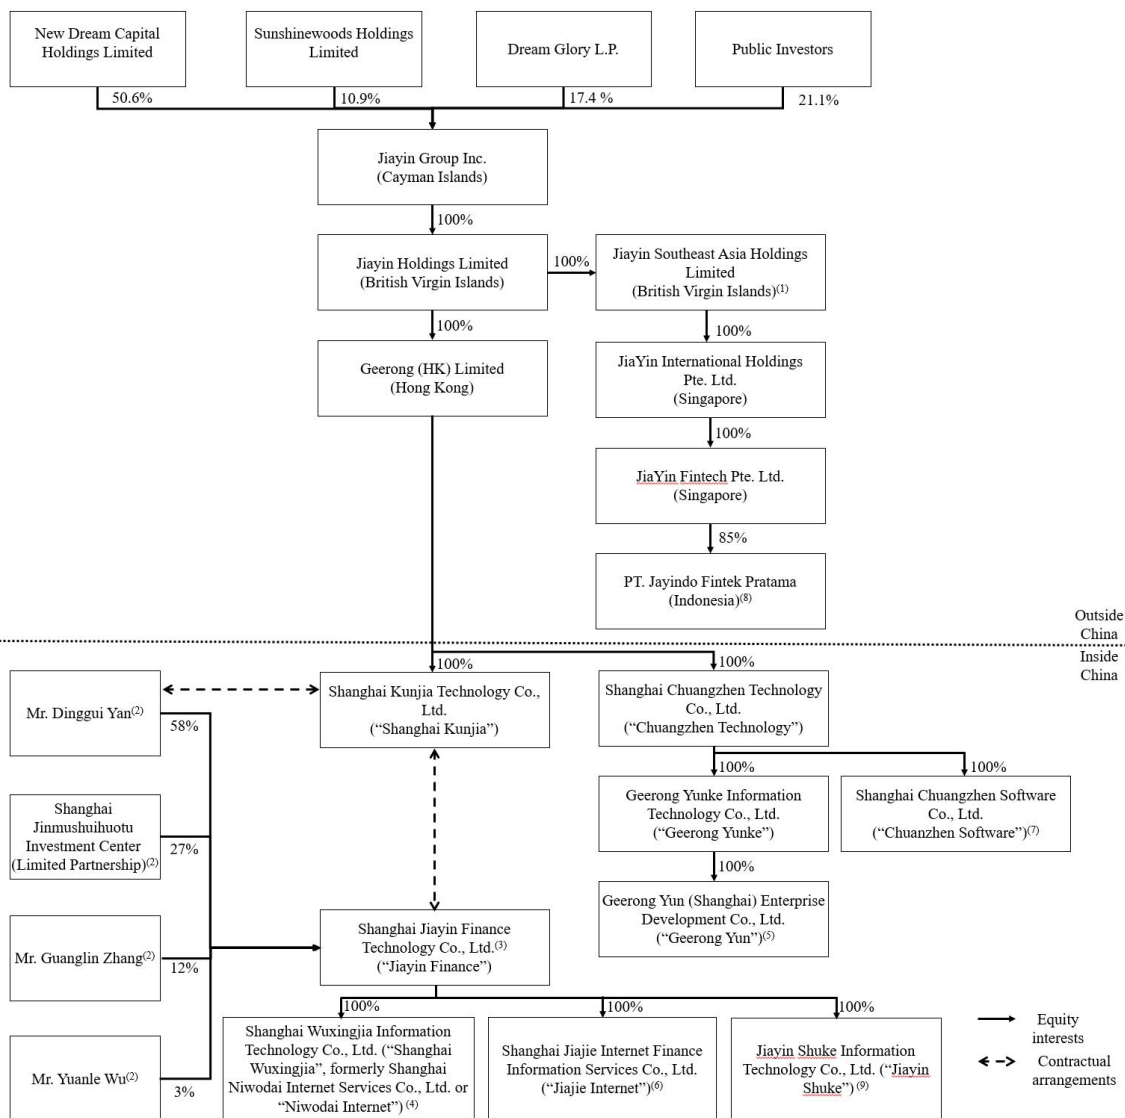 New Dream Capital
Holdings Limited
Sunshinewoods Holdings
Limited
Dream Glory L.P.
Public Investors
50.6%
10.9%
17.4 %
21.1%
Jiayin Group Inc.
(Cayman Islands)
100%
Jiayin Holdings Limited
(British Virgin Islands)
100%
Jiayin Southeast Asia Holdings
Limited
(British Virgin Islands)(1)
100%
100%
Geerong (HK) Limited
(Hong Kong)
JiaYin International Holdings
Pte. Ltd.
(Singapore)
100%
JiaYin Fintech Pte. Ltd.
(Singapore)
85%
PT. Jayindo Fintek Pratama
(Indonesia)(8)
Outside
China
Inside
China
100%
100%
Mr. Dinggui Yan(2)
58%
Shanghai Kunjia Technology Co.,
Ltd.
(“Shanghai Kunjia”)
Shanghai Chuangzhen Technology
Co., Ltd.
(“Chuangzhen Technology”)
100%
100%
Shanghai
Jinmushuihuotu
Investment Center
(Limited Partnership)(2)
27%
Geerong Yunke Information
Technology Co., Ltd.
(“Geerong Yunke”)
Shanghai Chuangzhen Software
Co., Ltd.
(“Chuanzhen Software”)(7)
100%
Geerong Yun (Shanghai) Enterprise
Development Co., Ltd.
(“Geerong Yun”)(5)
Mr. Guanglin Zhang(2)
12%
Shanghai Jiayin Finance
Technology Co., Ltd.(3)
(“Jiayin Finance”)
100%
100%
100%
Mr. Yuanle Wu(2)
3%
Shanghai Wuxingjia Information
Technology Co., Ltd. (“Shanghai
Wuxingjia”, formerly Shanghai
Niwodai Internet Services Co., Ltd. or
“Niwodai Internet”) (4)
Shanghai Jiajie Internet Finance
Information Services Co., Ltd.
(“Jiajie Internet”)(6)
Jiayin Shuke Information
Technology Co., Ltd. (“Jiayin
Shuke”) (9)
Equity
interests
Contractual
arrangements